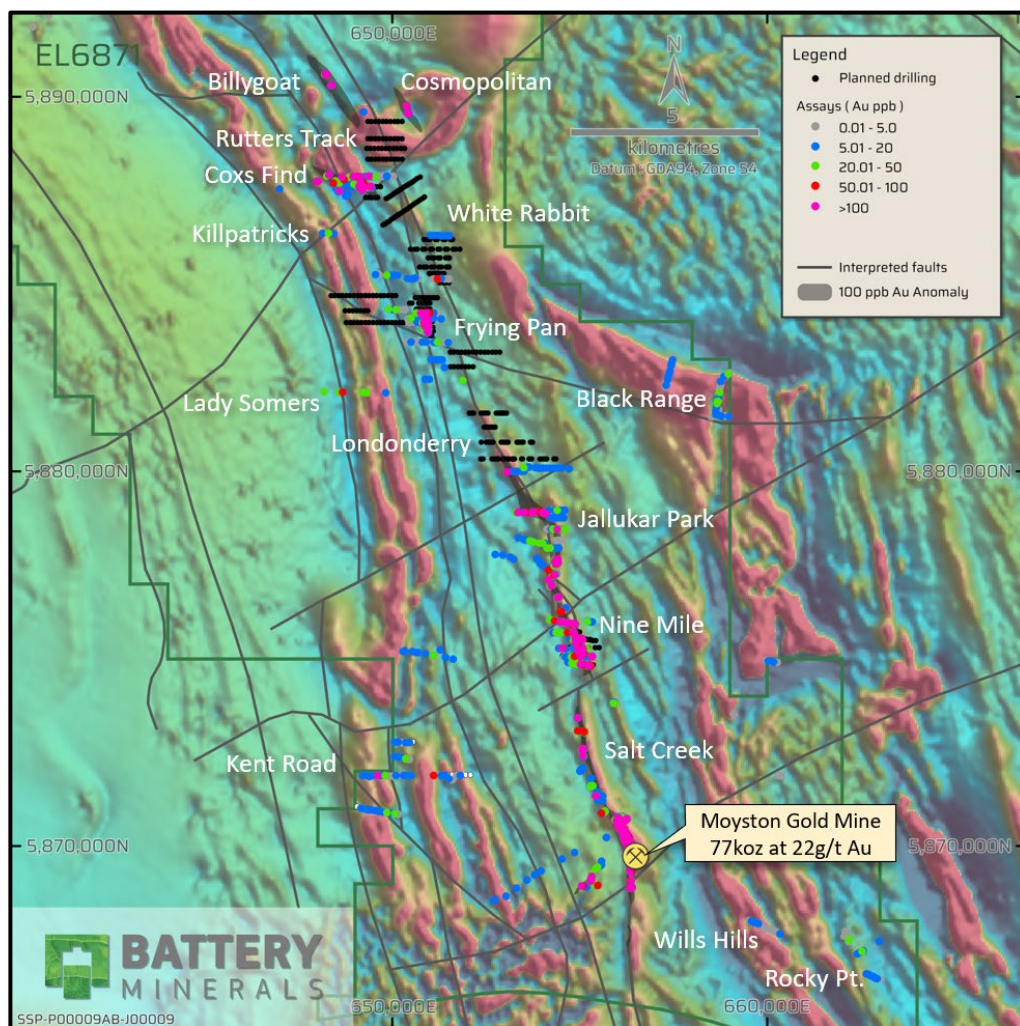 650,000E
EL6871
Billygoat
Cosmopolitan
5,890,000N
Rutters Track
Coxs Find
Killpatricks
White Rabbit
Frying Pan
Lady Somers
Black Range
Londonderry
5,880,000N
5,880,000N
Jallukar Park
Nine Mile
Salt Creek
Kent Road
Moyston Gold Mine
77koz at 22g/t Au
5,870,000N
5,870,000N
Wills Hills
Rocky Pt.
650,000E
660,000E
N
5
kilometres
Datum : GDA94, Zone 54
Legend
Planned drilling
Assays ( Au ppb )
0.01 - 5.0
5.01 - 20
20.01 - 50
50.01 - 100
>100
Interpreted faults
100 ppb Au Anomaly
BATTERY
MINERALS
SSP-P00009AB-J00009